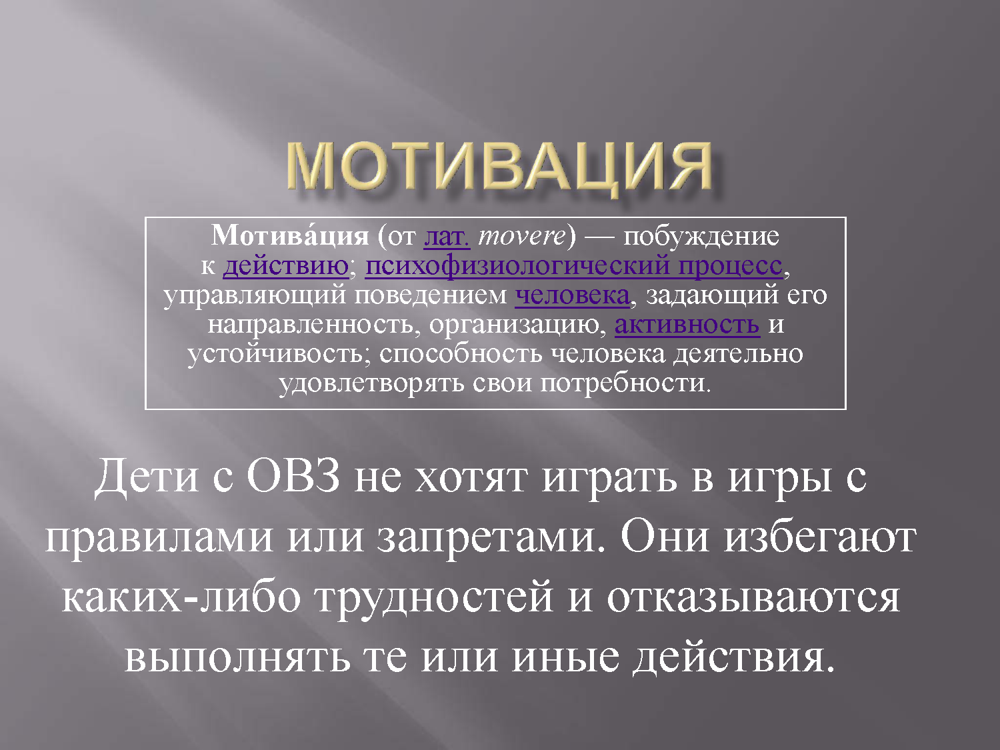 МОТИВАЦИЯ
Мотива́ция (от лат. movere) — побуждение
к действию; психофизиологический процесс,
управляющий поведением человека, задающий его
направленность, организацию, активность и
устойчивость; способность человека деятельно
удовлетворять свои потребности.
Дети с ОВЗ не хотят играть в игры с
правилами или запретами. Они избегают
каких-либо трудностей и отказываются
выполнять те или иные действия.